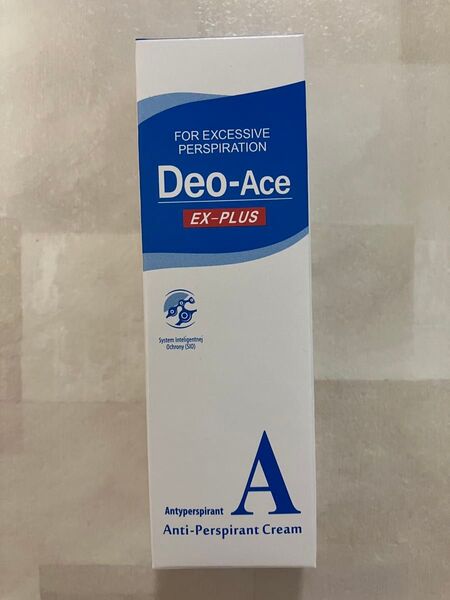 FOR EXCESSIVE
PERSPIRATION
Deo-Ace
EX-PLUS
System Inteligentnej
Ochrony (SIO)
Antyperspirant
A
Anti-Perspirant Cream